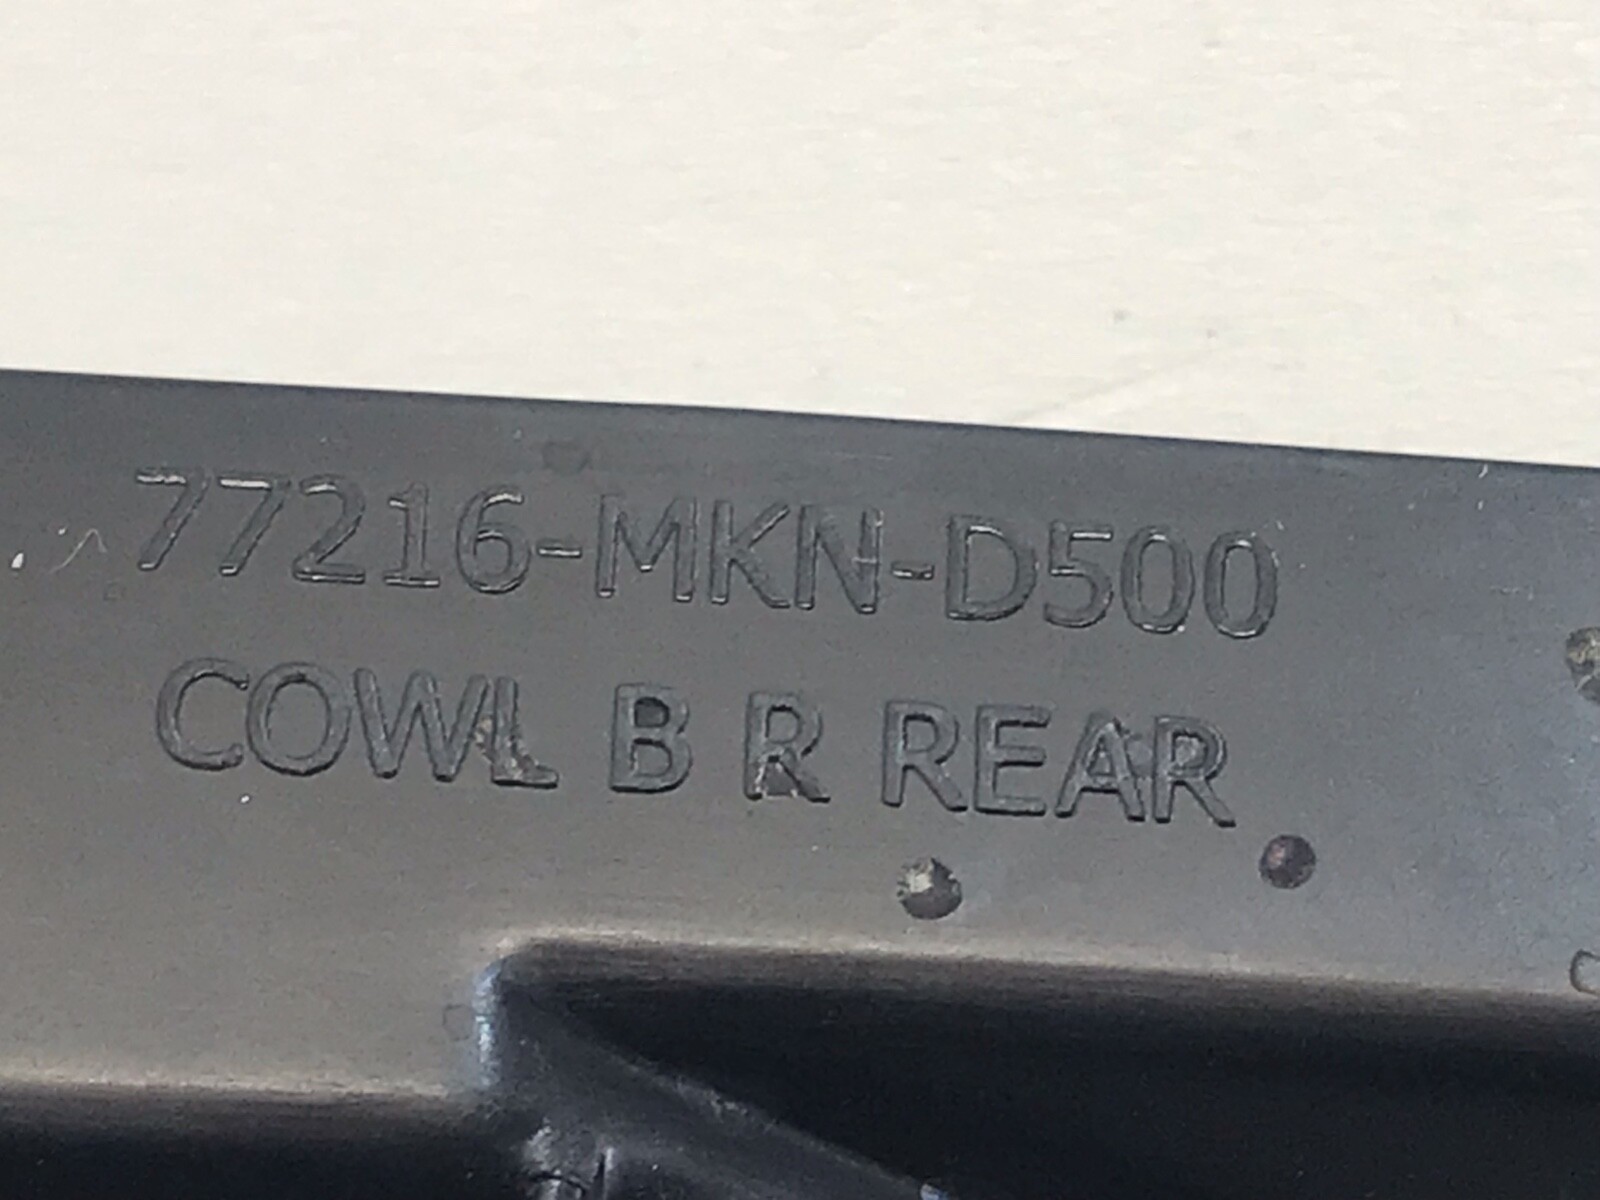 77216-MKN-D500
COWL B R REAR